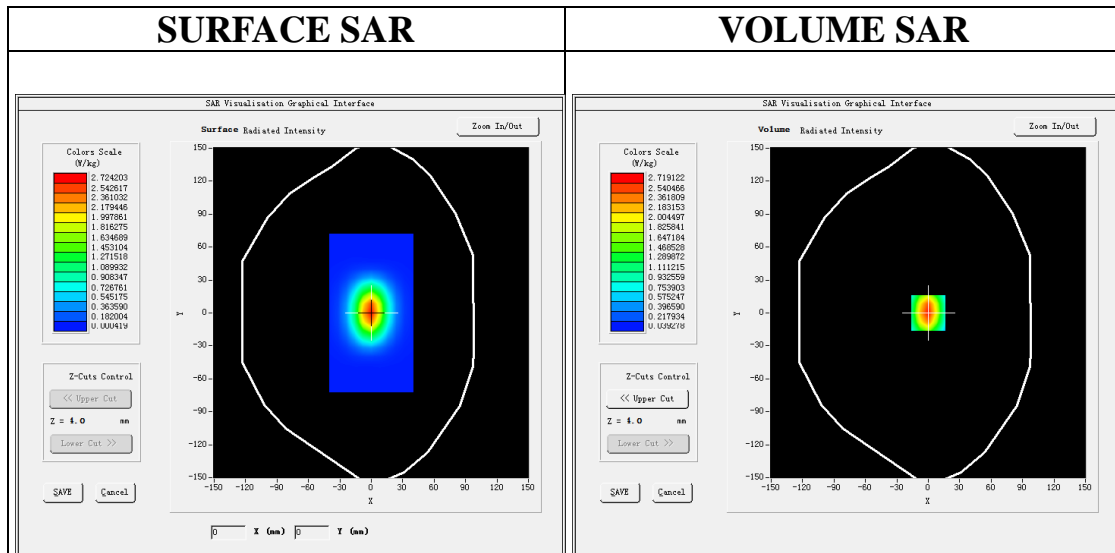 SURFACE SAR
VOLUME SAR
SAR Visualisation Graphical Interface
Surface Radiated Intensity
Zoom In/Out
Colors Scale
(W/kg)
2.724203
2.542617
2.361032
2.179446
1.997861
1.816275
1.634689
1.453104
1.271518
1.089932
0.908347
0.726761
0.545175
0.363590
0.182004
0.000419
150
120
90
60
30
0
-30
-60
-90
-120
-150
Y
-150 -120 -90 -60 -30 0 30 60 90 120 150
X
Z-Cuts Control
<< Upper Cut
Z = 4.0 mm
Lower Cut >>
SAVE Cancel
0 X (mm) 0 Y (mm)
SAR Visualisation Graphical Interface
Volume Radiated Intensity
Zoom In/Out
Colors Scale
(W/kg)
2.719122
2.540466
2.361809
2.183153
2.004497
1.825841
1.647184
1.468528
1.289872
1.111215
0.932559
0.753903
0.575247
0.396590
0.217934
0.039278
150
120
90
60
30
0
-30
-60
-90
-120
-150
Y
-150 -120 -90 -60 -30 0 30 60 90 120 150
X
Z-Cuts Control
<< Upper Cut
Z = 4.0 mm
Lower Cut >>
SAVE Cancel